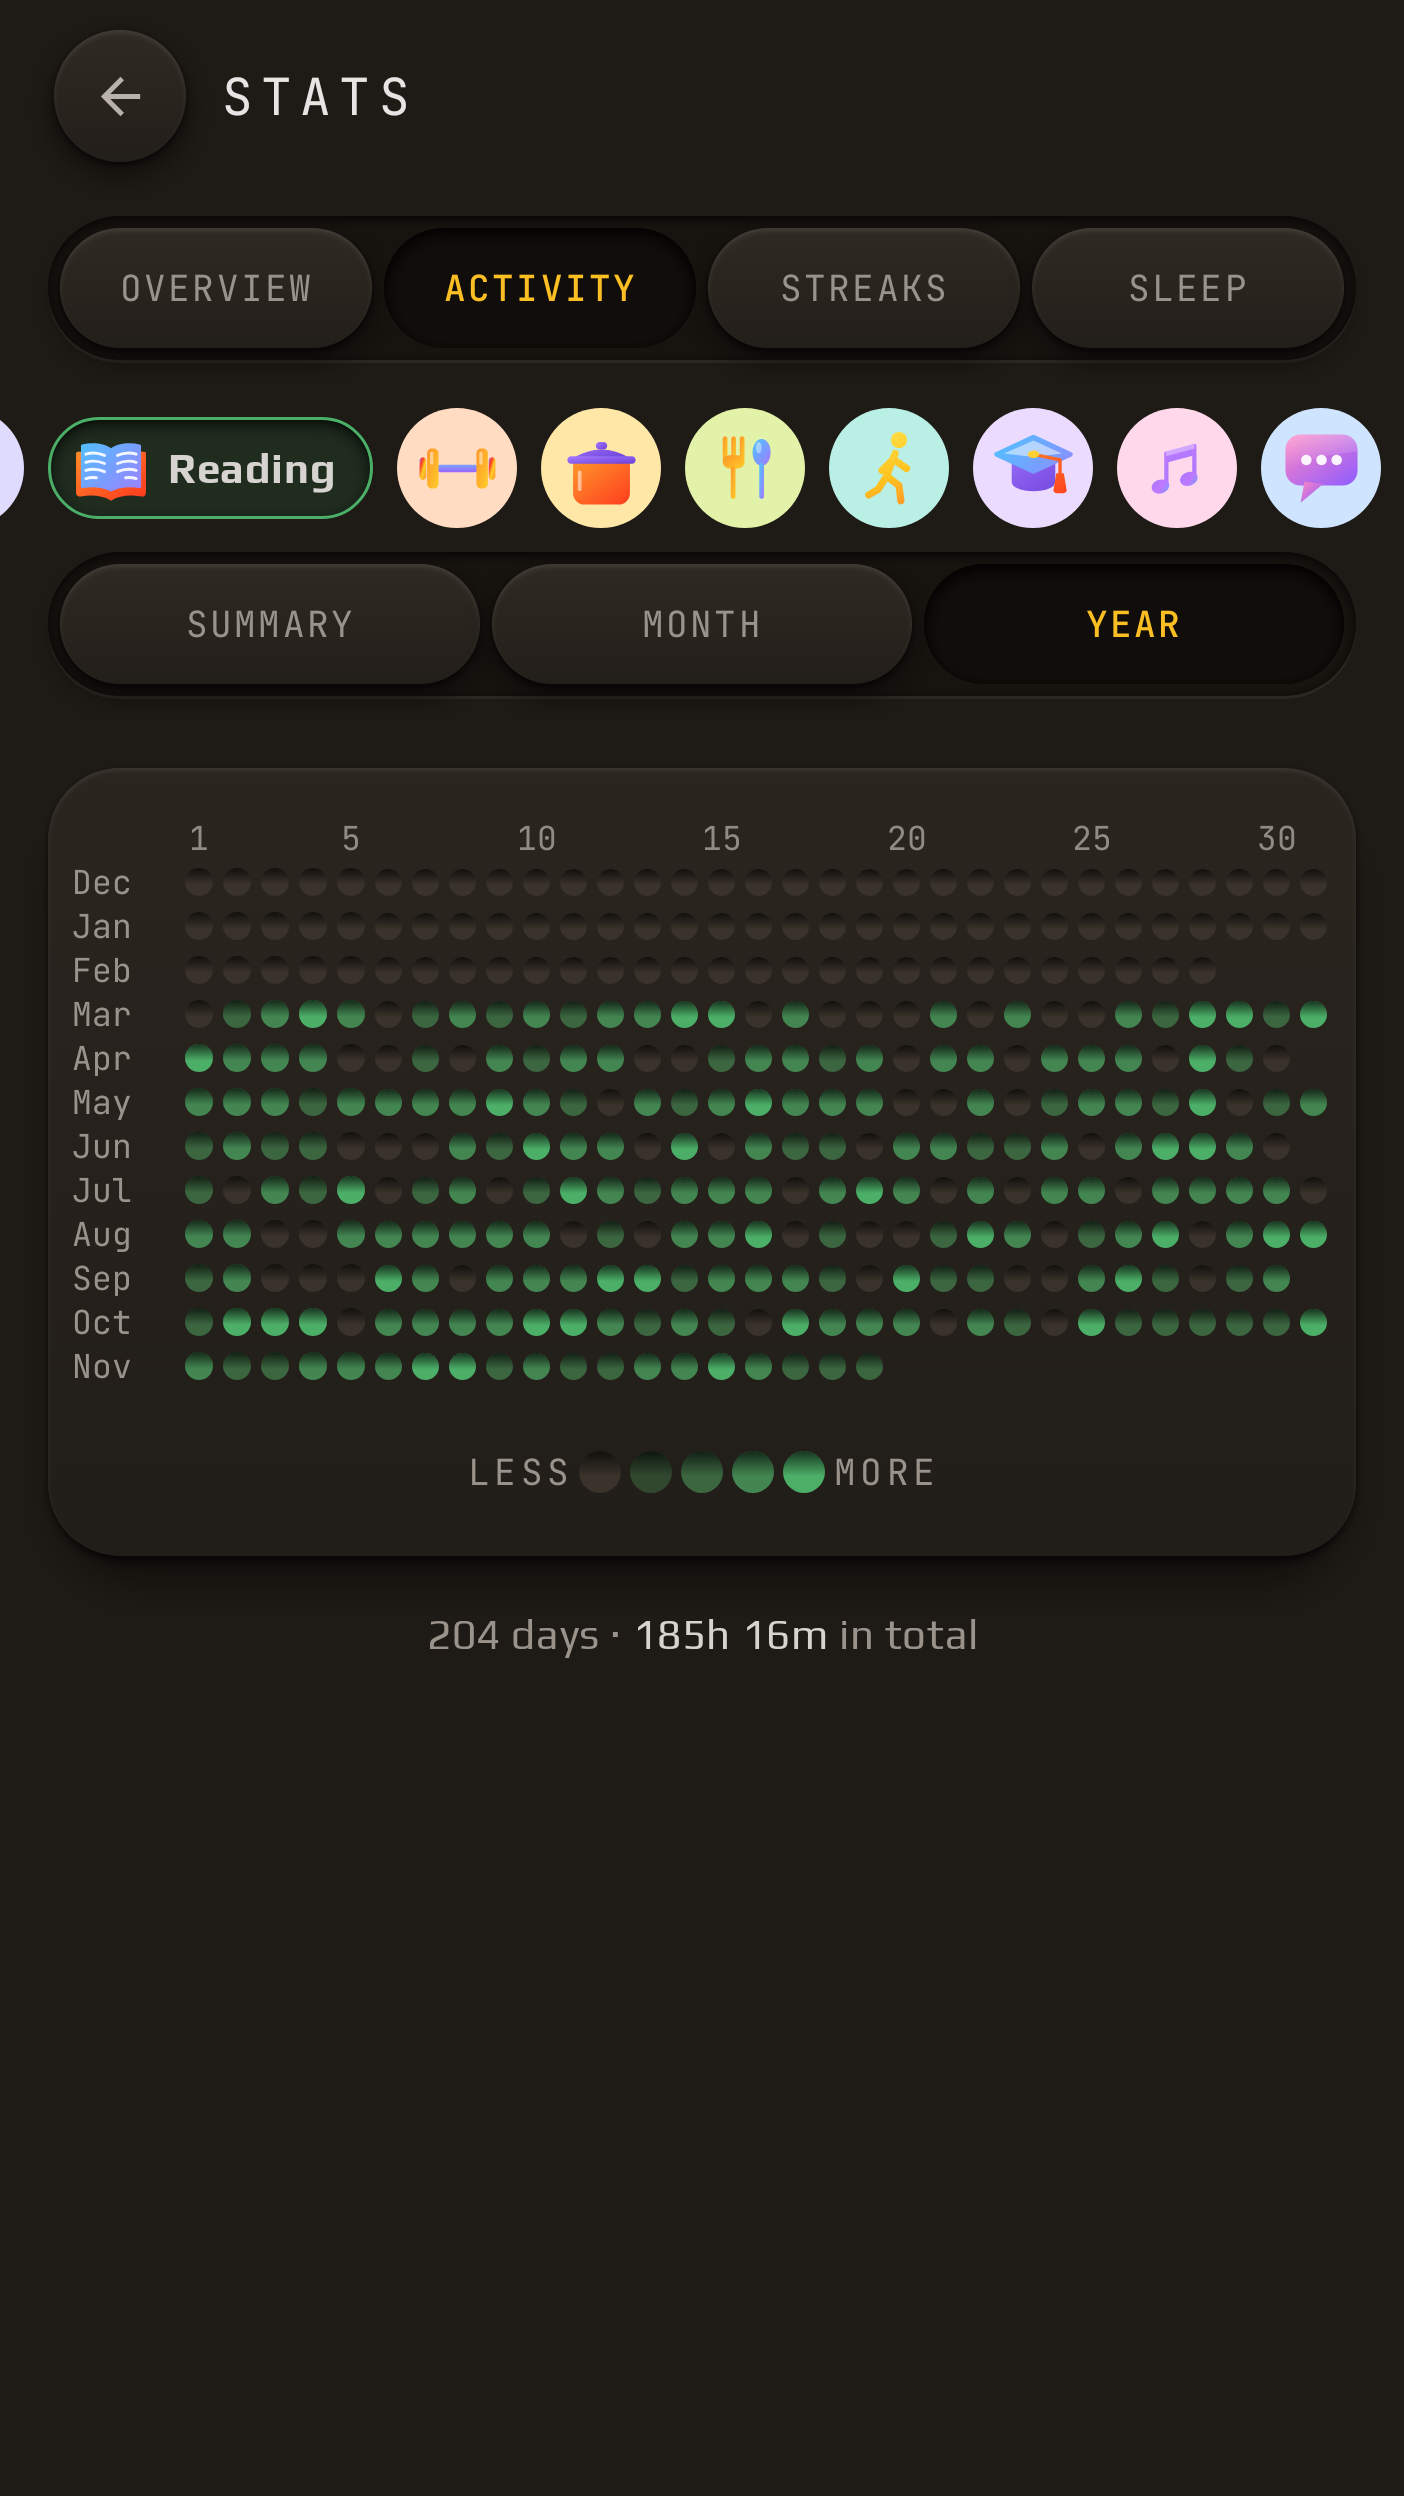 STATS
OVERVIEW ACTIVITY STREAKS SLEEP
Reading
SUMMARY MONTH YEAR
1 5 10 15 20 25 30
Dec
Jan
Feb
Mar
Apr
May
Jun
Jul
Aug
Sep
Oct
Nov
LESS MORE
204 days · 185h 16m in total